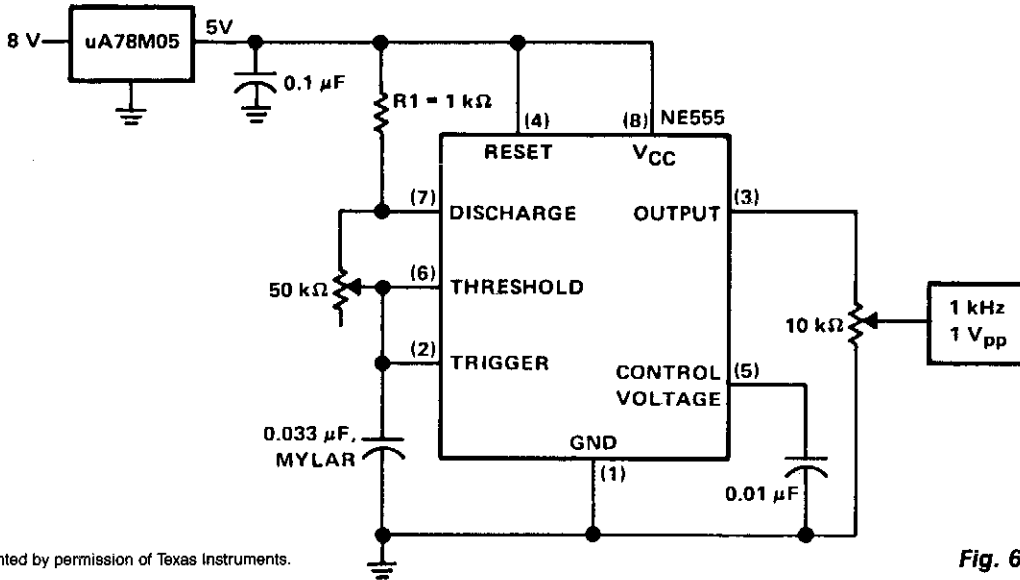 8 V
uA78M05
5V
0.1 µF
R1 = 1 kΩ
(4)
(8)
NE555
RESET
VCC
(7)
DISCHARGE
OUTPUT
(3)
50 kΩ
(6)
THRESHOLD
10 kΩ
1 kHz
1 Vpp
(2)
TRIGGER
CONTROL
VOLTAGE
(5)
0.033 µF,
MYLAR
GND
(1)
0.01 µF
nted by permission of Texas Instruments.
Fig. 6